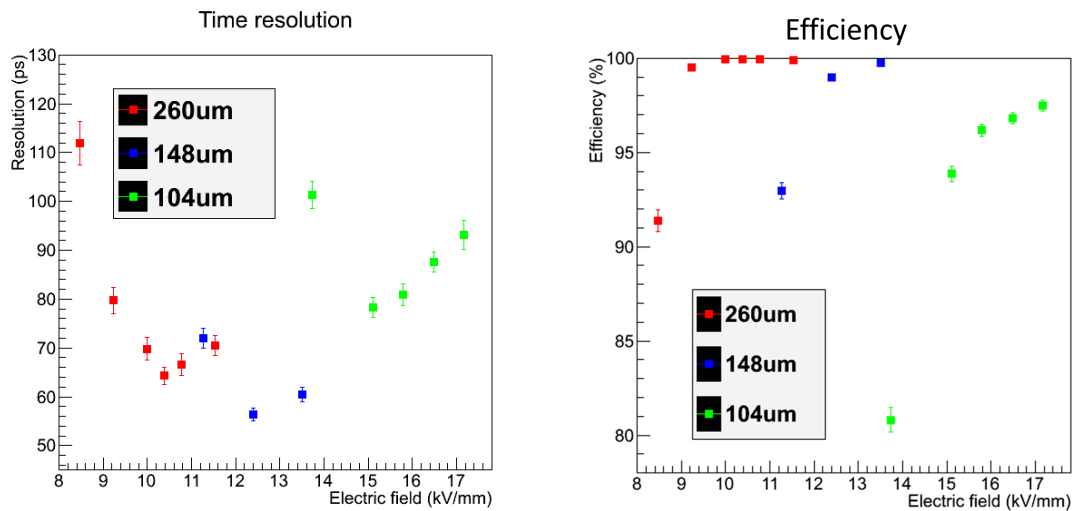 Time resolution
Resolution (ps)
130
120
110
100
90
80
70
60
50
260um
148um
104um
8 9 10 11 12 13 14 15 16 17
Electric field (kV/mm)
Efficiency
Efficiency (%)
100
95
90
85
80
260um
148um
104um
8 9 10 11 12 13 14 15 16 17
Electric field (kV/mm)